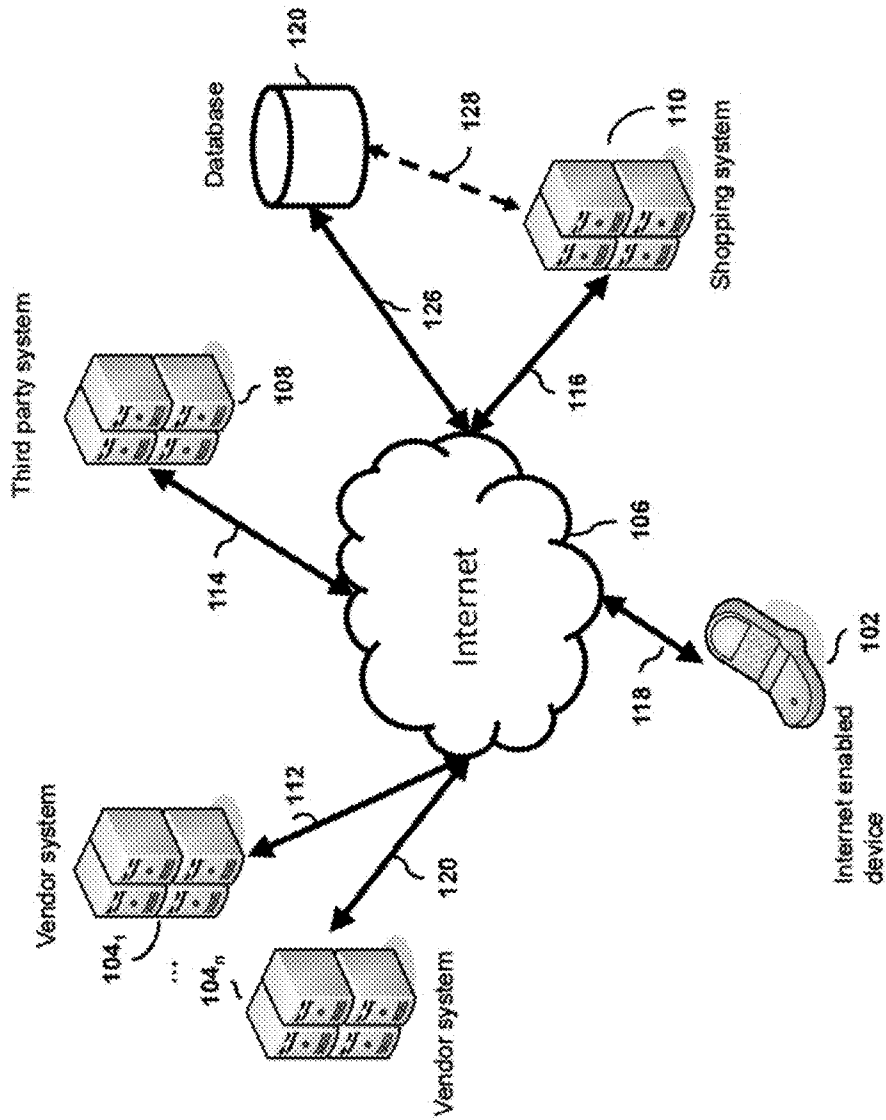 Vendor system
104₁
...
104ₙ
Vendor system
112
120
Third party system
108
114
Internet
106
Database
120
126
128
110
Shopping system
116
118
102
Internet enabled
device